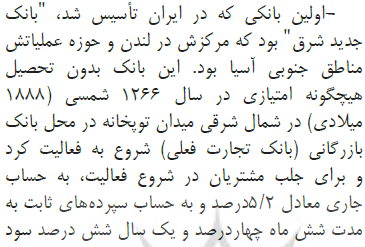 -اولین بانکی که در ایران تأسیس شد، "بانک
جدید شرق" بود که مرکزش در لندن و حوزه عملیاتش
مناطق جنوبی آسیا بود. این بانک بدون تحصیل
هیچگونه امتیازی در سال ۱۲۶۶ شمسی (۱۸۸۸
میلادی) در شمال شرقی میدان توپخانه در محل بانک
بازرگانی (بانک تجارت فعلی) شروع به فعالیت کرد
و برای جلب مشتریان در شروع فعالیت، به حساب
جاری معادل ۵/۲درصد و به حساب سپرده‌های ثابت به
مدت شش ماه چهاردرصد و یک سال شش درصد سود